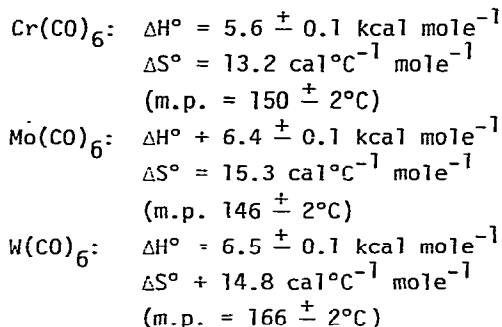 Cr(CO)6: ΔH° = 5.6 ± 0.1 kcal mole-1
ΔS° = 13.2 cal°C-1 mole-1
(m.p. = 150 ± 2°C)
Mo(CO)6: ΔH° + 6.4 ± 0.1 kcal mole-1
ΔS° = 15.3 cal°C-1 mole-1
(m.p. 146 ± 2°C)
W(CO)6: ΔH° - 6.5 ± 0.1 kcal mole-1
ΔS° + 14.8 cal°C-1 mole-1
(m.p. = 166 ± 2°C)